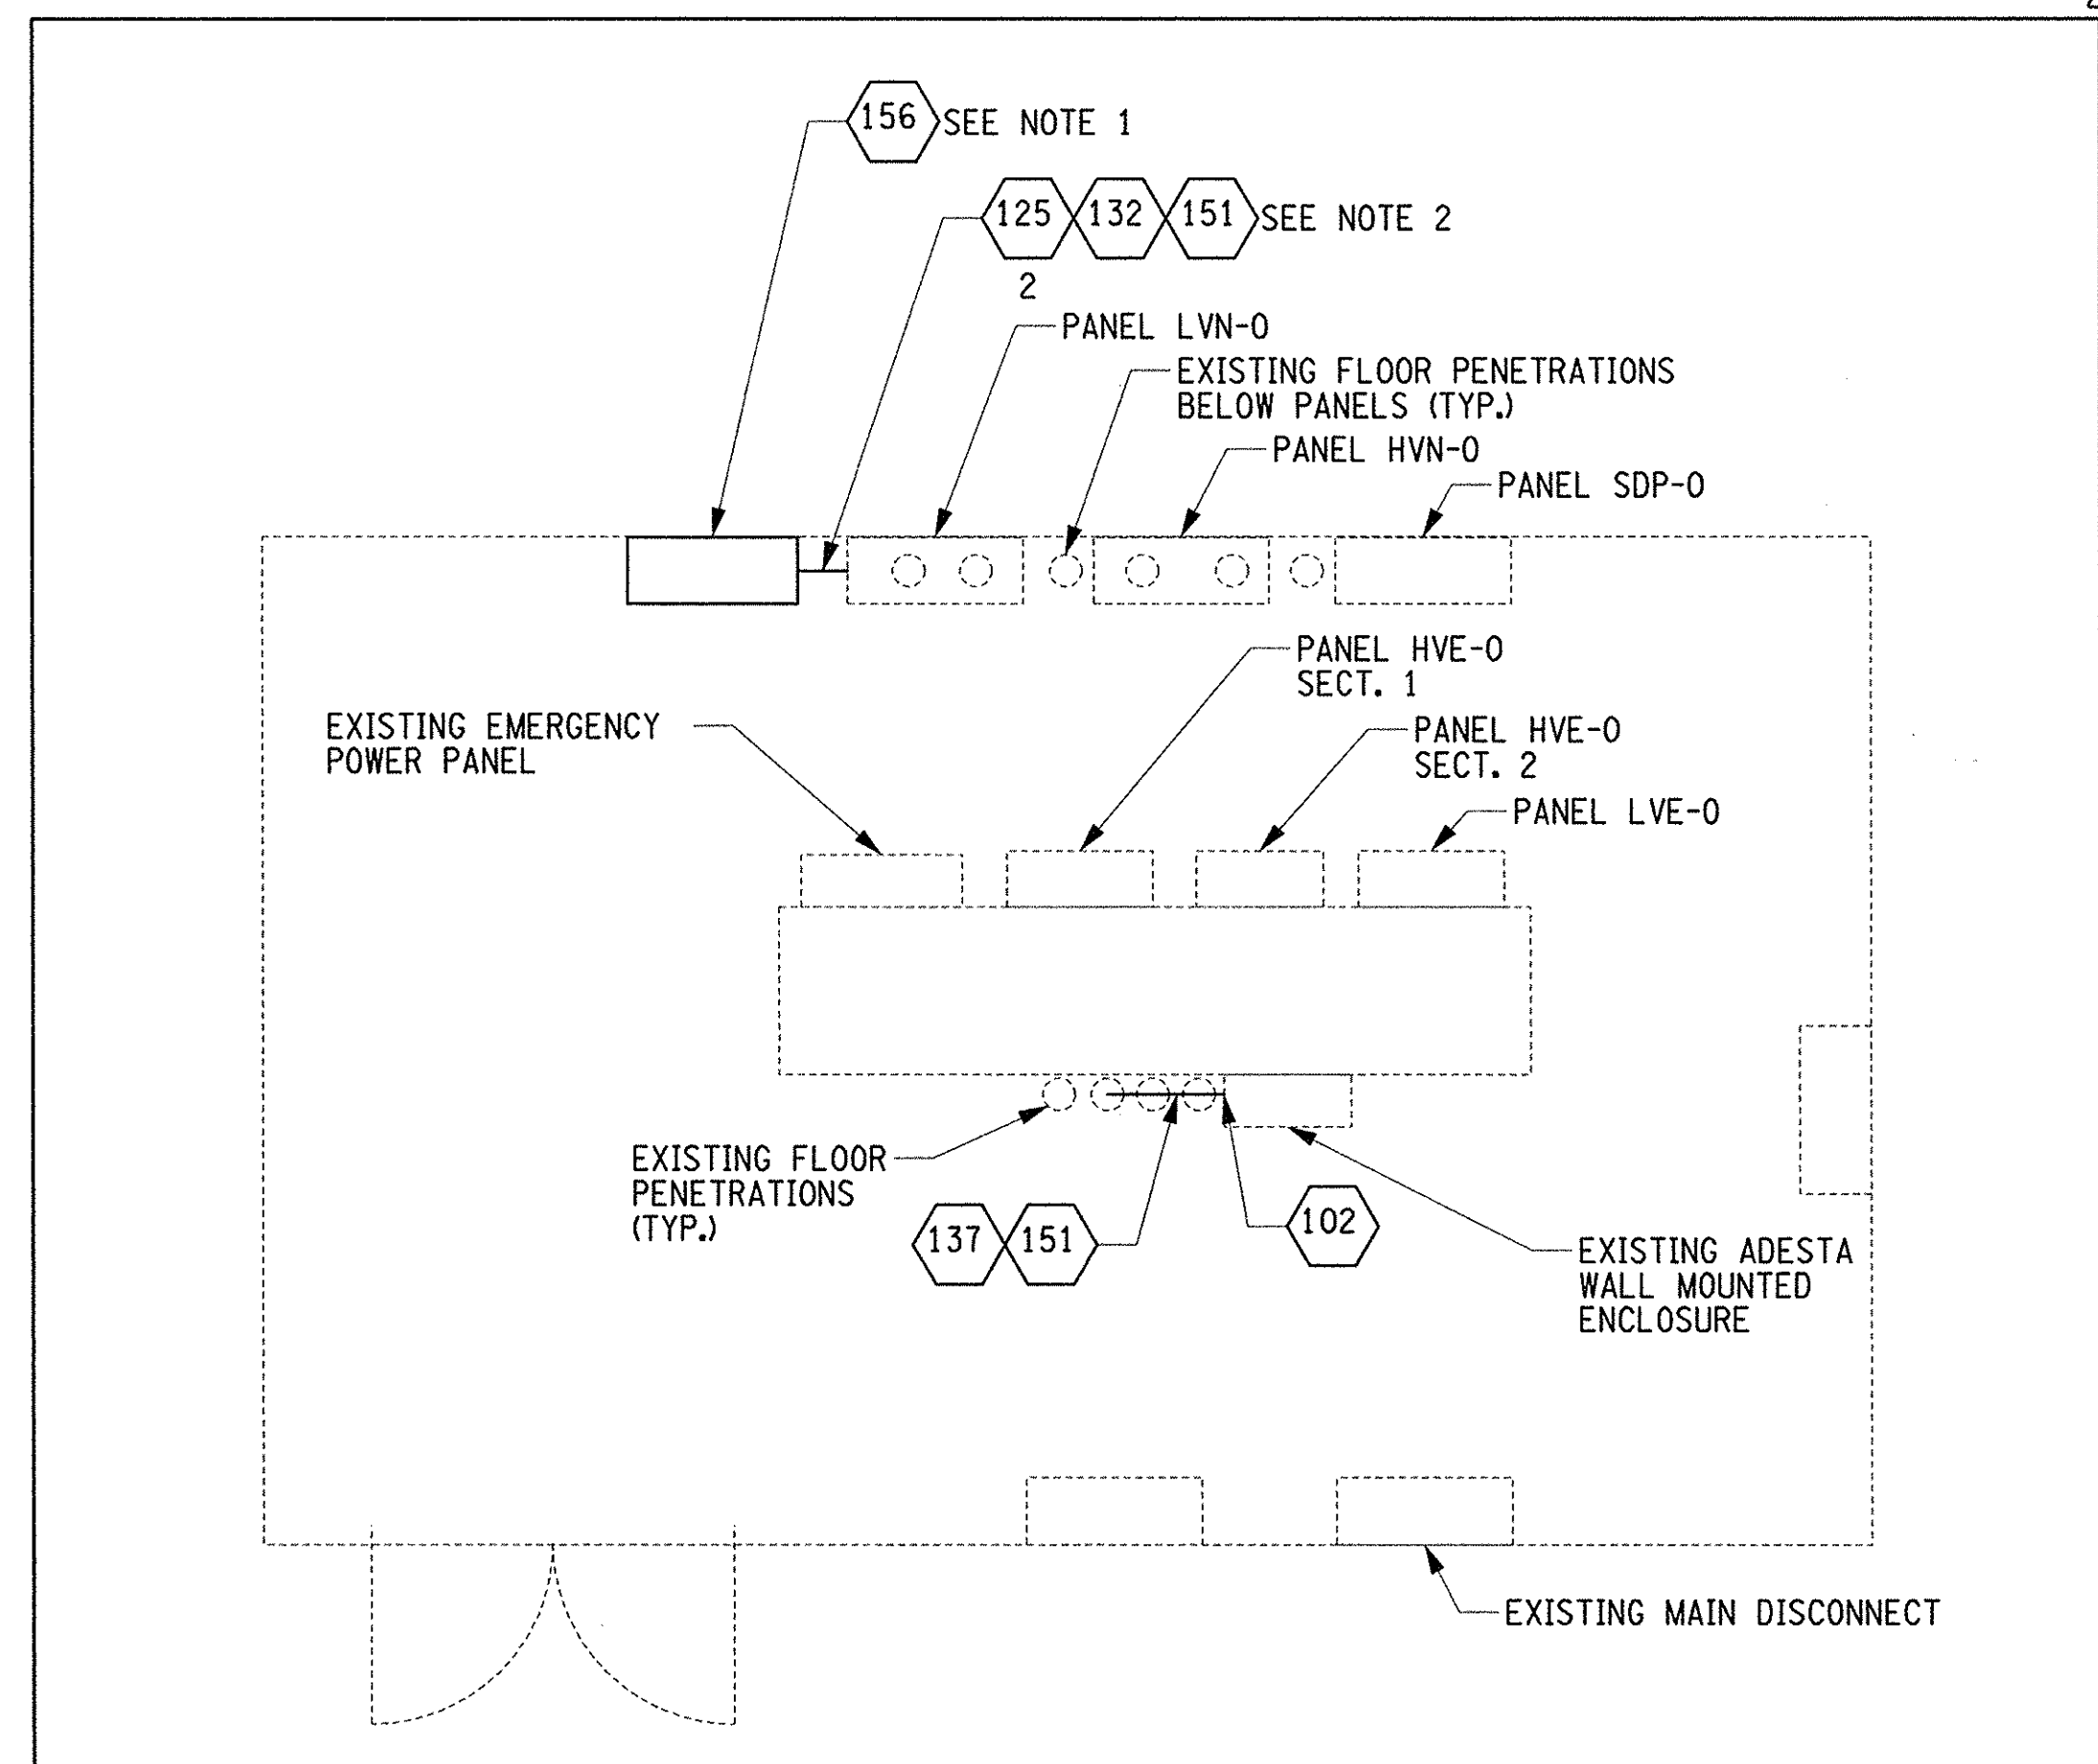 156 SEE NOTE 1
125 132 151 SEE NOTE 2
2
PANEL LVN-0
EXISTING FLOOR PENETRATIONS
BELOW PANELS (TYP.)
PANEL HVN-0
PANEL SDP-0
PANEL HVE-0
SECT. 1
EXISTING EMERGENCY
POWER PANEL
PANEL HVE-0
SECT. 2
PANEL LVE-0
EXISTING FLOOR
PENETRATIONS
(TYP.)
137 151
102
EXISTING ADESTA
WALL MOUNTED
ENCLOSURE
EXISTING MAIN DISCONNECT